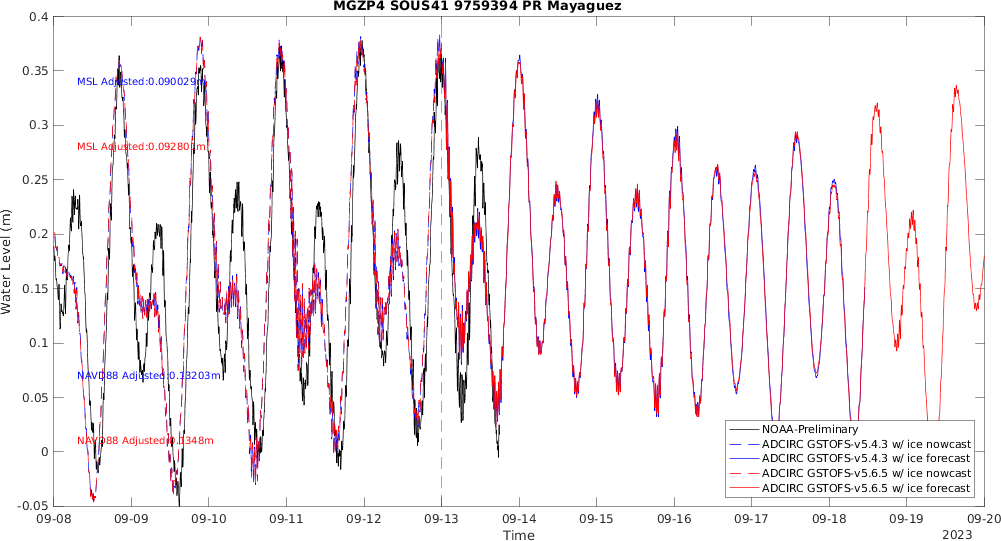 MGZP4 SOUS41 9759394 PR Mayaguez
0.4
0.35
MSL Adjusted:0.090029m
0.3
MSL Adjusted:0.09280
0.25
Water Level (m)
0.2
0.15
0.1
NAVD88 Adjusted:0.13203m
0.05
NAVD88 Adjusted:0.1348m
0
-0.05
NOAA-Preliminary
ADCIRC GSTOFS-v5.4.3 w/ ice nowcast
ADCIRC GSTOFS-v5.4.3 w/ ice forecast
ADCIRC GSTOFS-v5.6.5 w/ ice nowcast
ADCIRC GSTOFS-v5.6.5 w/ ice forecast
09-08 09-09 09-10 09-11 09-12 09-13 09-14 09-15 09-16 09-17 09-18 09-19 09-20
Time
2023